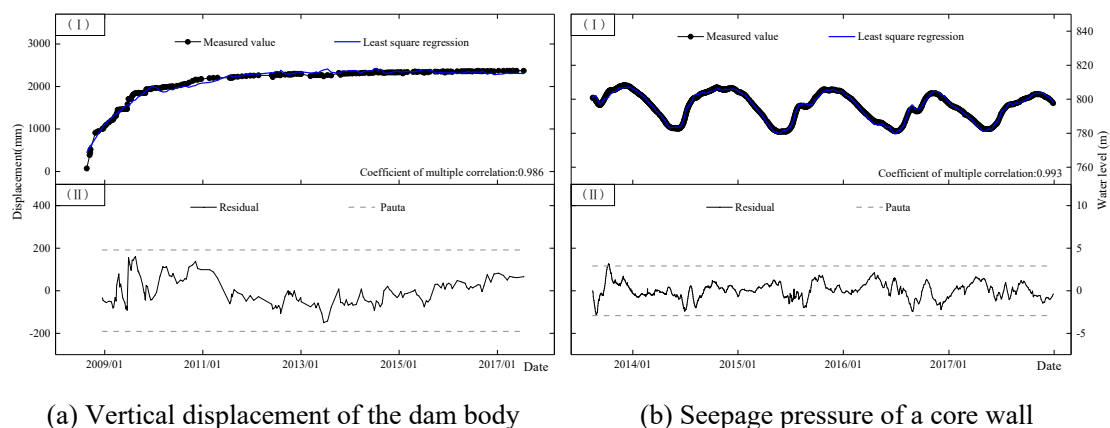 (Ⅰ)
Measured value
Least square regression
3000
2000
1000
0
Coefficient of multiple correlation:0.986
Displacement(mm)
(Ⅱ)
Residual
Pauta
400
200
0
-200
2009/01 2011/01 2013/01 2015/01 2017/01 Date
(Ⅰ)
Measured value
Least square regression
840
820
800
780
760
Coefficient of multiple correlation:0.993
Water level (m)
(Ⅱ)
Residual
Pauta
10
5
0
-5
2014/01 2015/01 2016/01 2017/01 Date
(a) Vertical displacement of the dam body
(b) Seepage pressure of a core wall